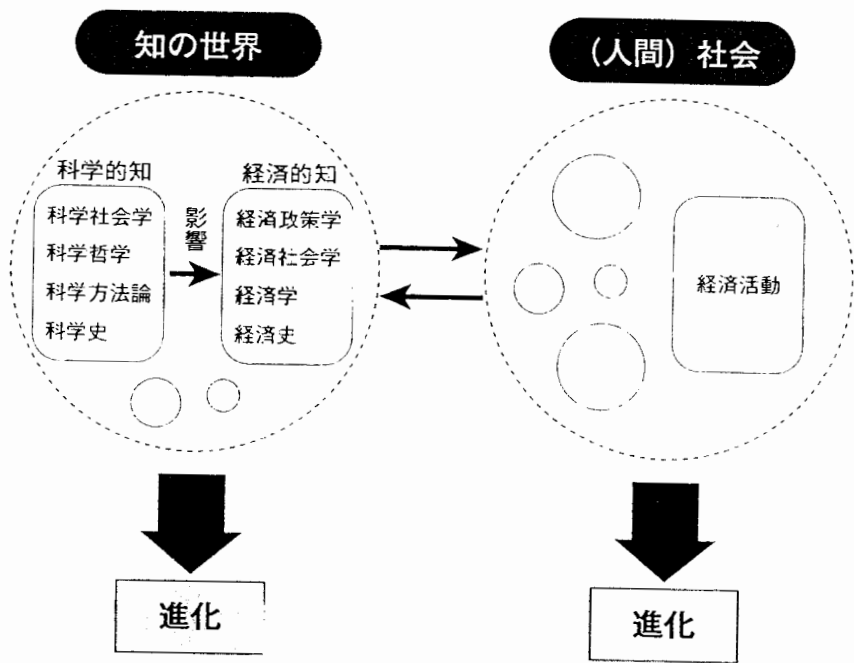 知の世界
(人間)社会
科学的知
科学社会学
科学哲学
科学方法論
科学史
影響
経済的知
経済政策学
経済社会学
経済学
経済史
経済活動
進化
進化